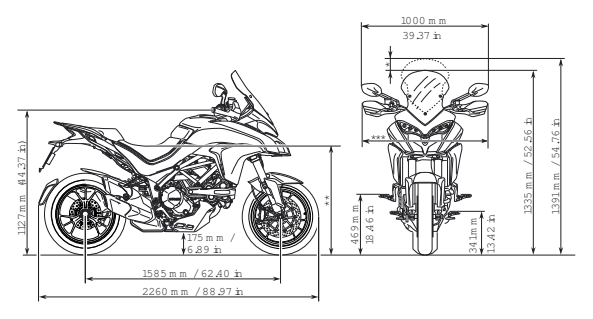 1000 mm
39.37 in
*
***
1127 mm (44.37 in)
**
175 mm /
6.89 in
1585 mm / 62.40 in
2260 mm / 88.97 in
469 mm
18.46 in
341 mm
13.42 in
1335 mm / 52.56 in
1391 mm / 54.76 in